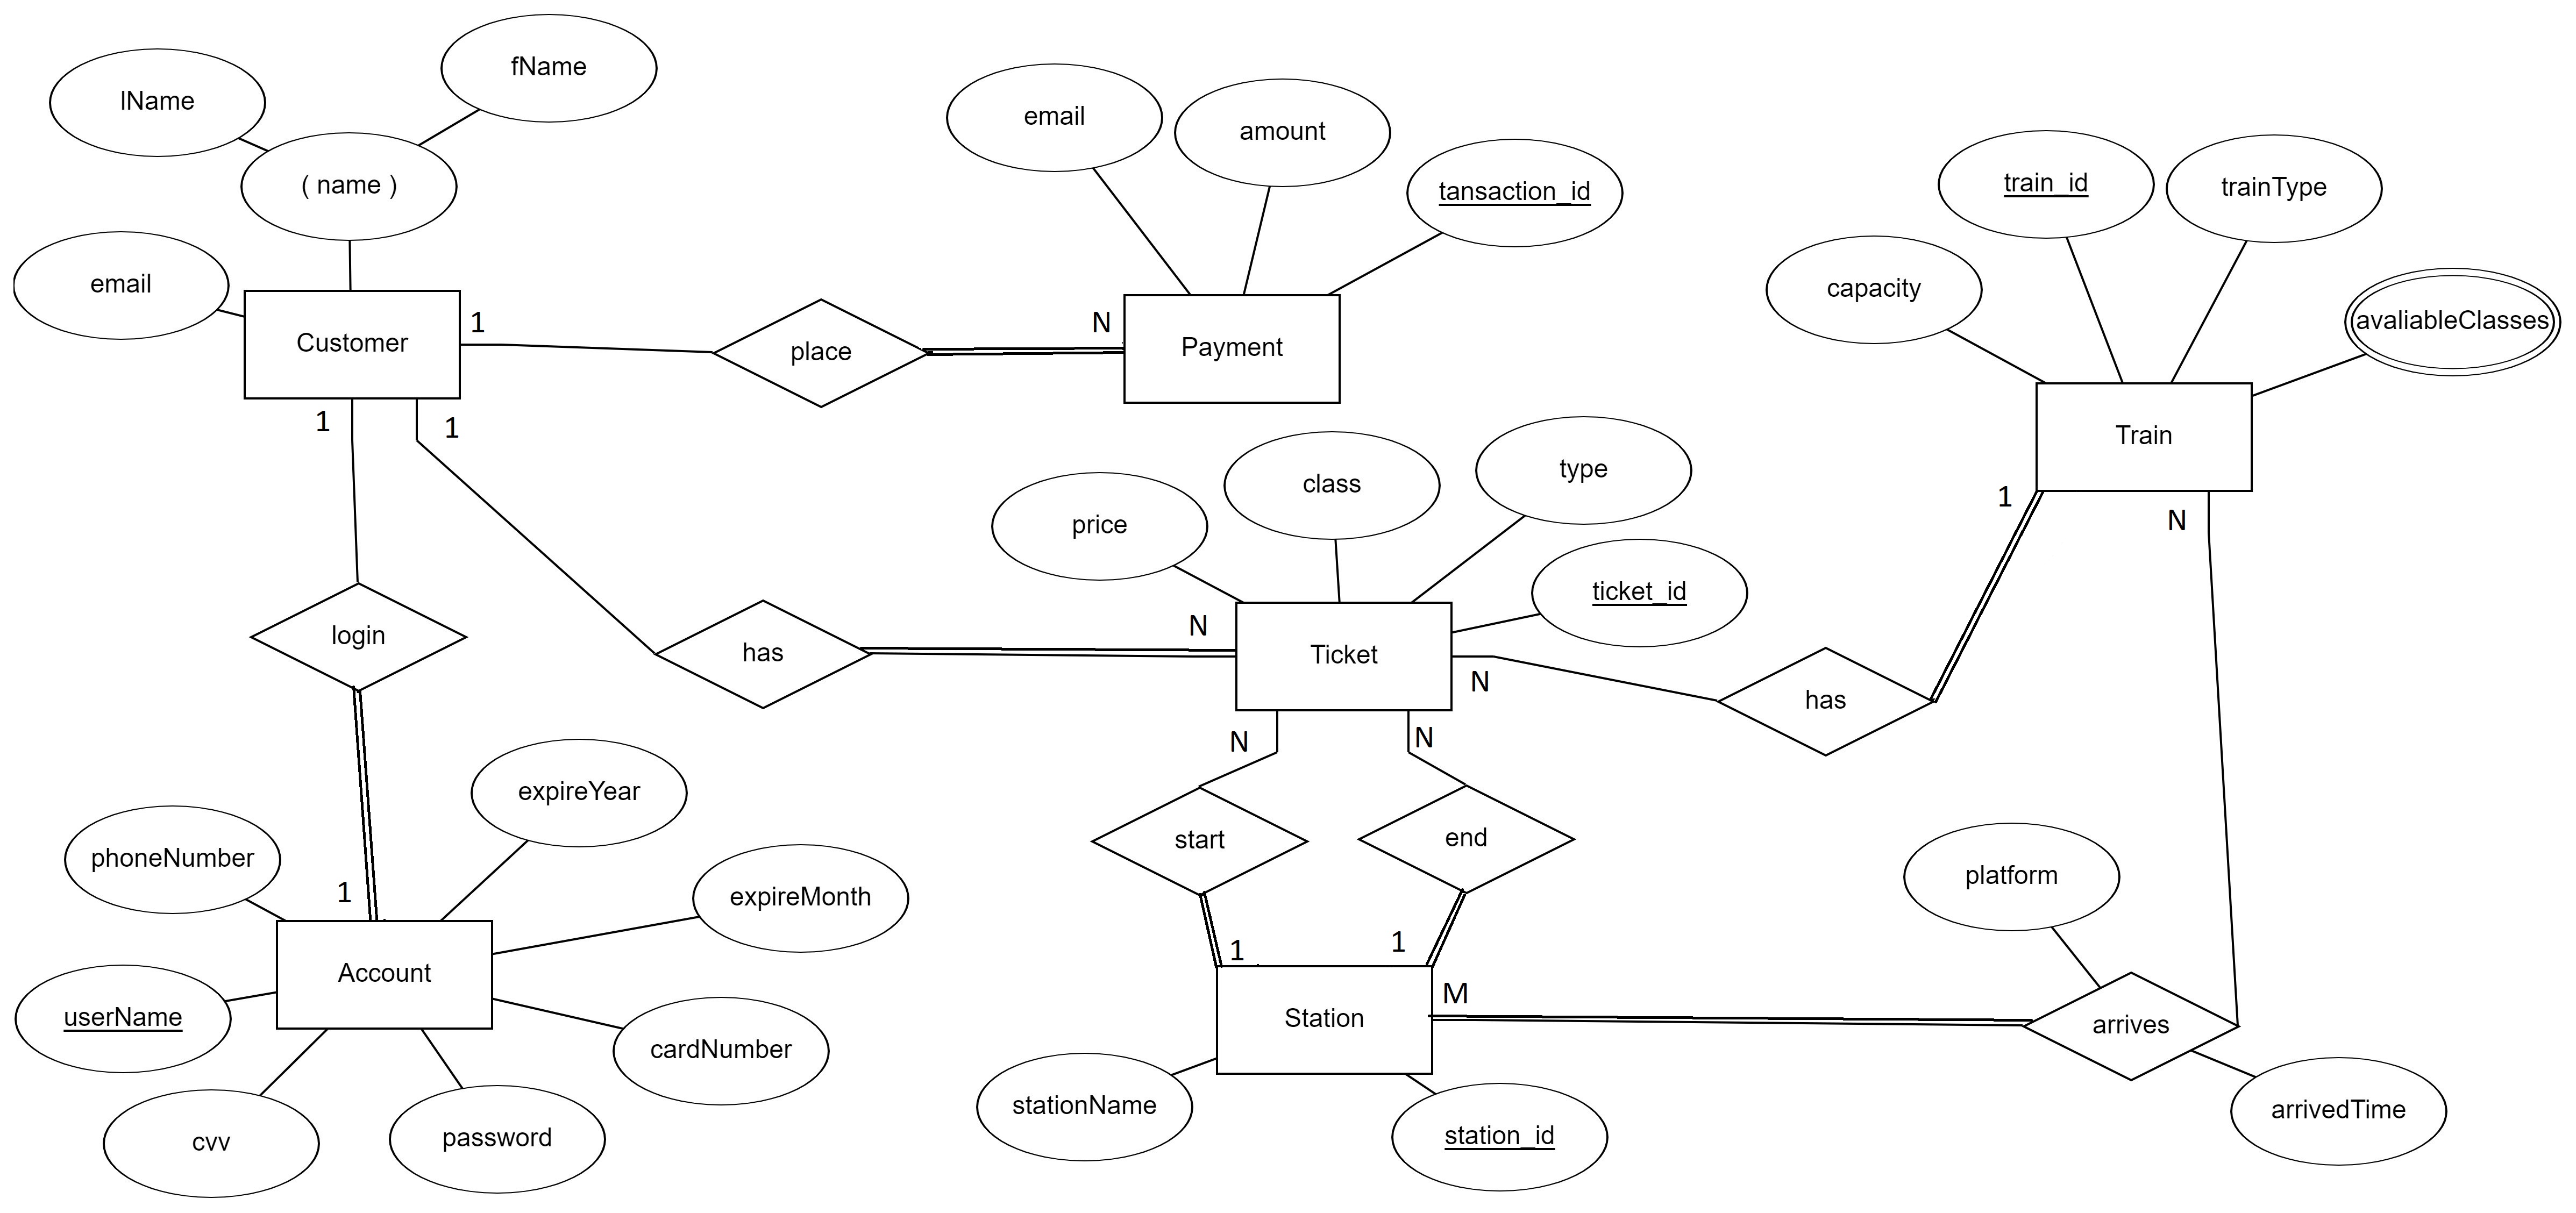 fName
lName
( name )
email
Customer
1
1
1
place
N
Payment
email
amount
tansaction_id
train_id
trainType
capacity
avaliableClasses
Train
1
N
login
has
N
price
class
type
ticket_id
Ticket
N
has
N
N
start
end
1
1
phoneNumber
expireYear
expireMonth
1
Account
userName
cardNumber
cvv
password
Station
M
stationName
station_id
platform
arrives
arrivedTime